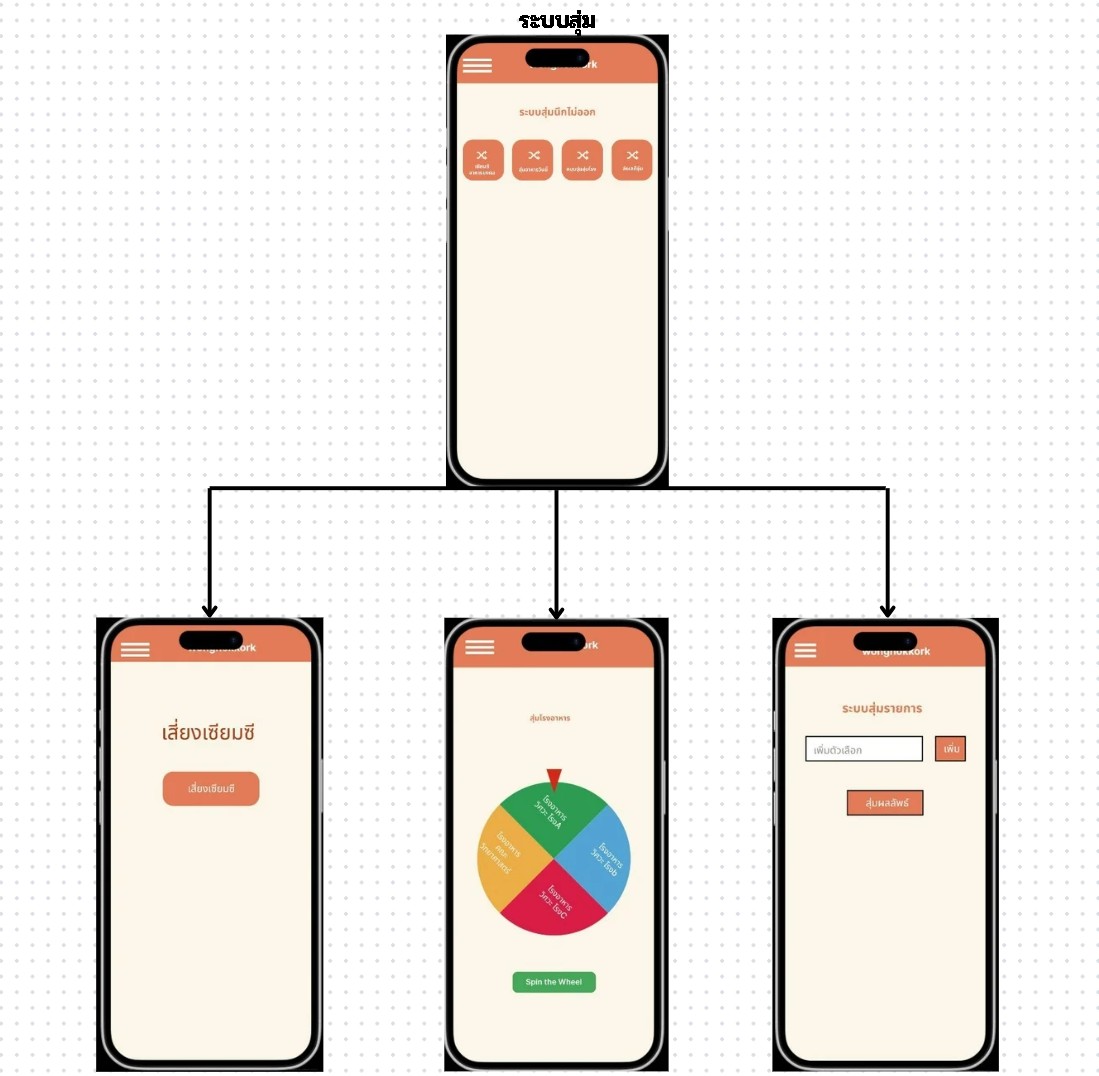 ระบบสุ่ม
ระบบสุ่มนึกไม่ออก
เสี่ยงเซียมซี
เสี่ยงเซียมซี
สุ่มโรงอาหาร
โรงอาหาร
วิศวะ โรงA
โรงอาหาร
วิศวะ โรงb
โรงอาหาร
วิศวะ โรงC
โรงอาหาร
คณะ
วิทยาศาสตร์
Spin the Wheel
wongnokkork
ระบบสุ่มรายการ
เพิ่มตัวเลือก
เพิ่ม
สุ่มผลลัพธ์